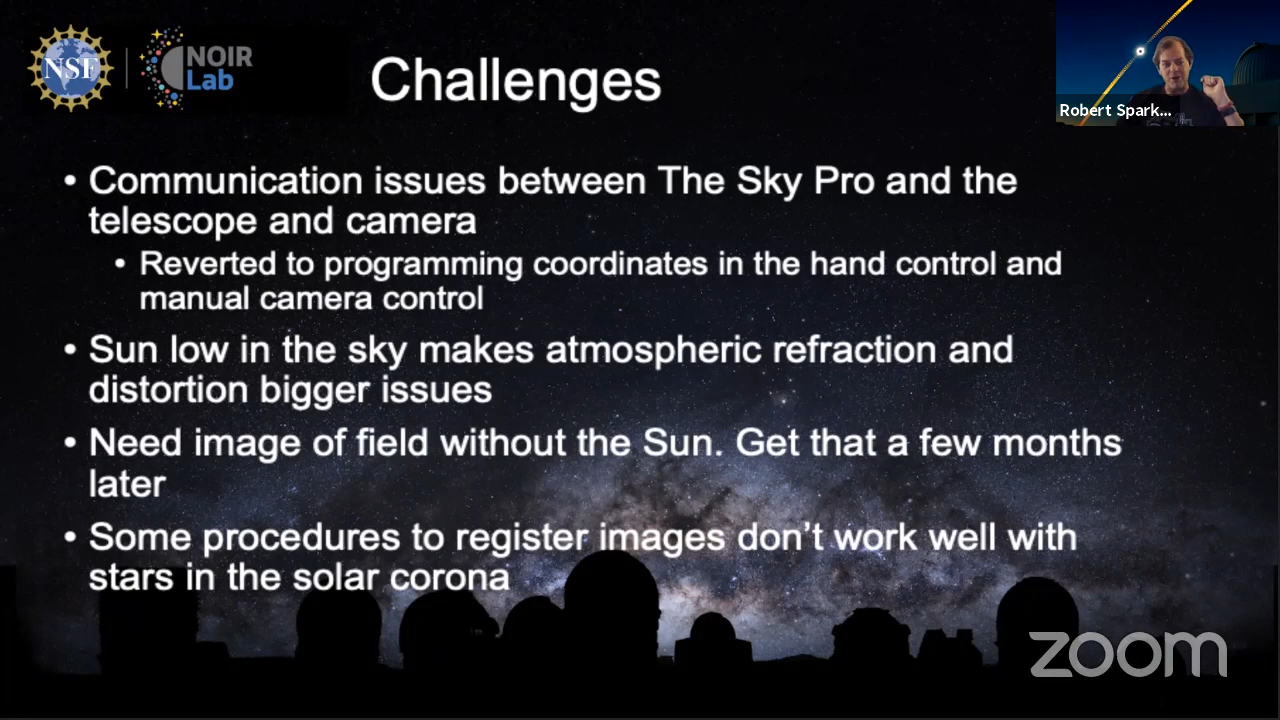 NSF
NOIR
Lab
Challenges
Robert Spark...
• Communication issues between The Sky Pro and the
telescope and camera
• Reverted to programming coordinates in the hand control and
manual camera control
• Sun low in the sky makes atmospheric refraction and
distortion bigger issues
• Need image of field without the Sun. Get that a few months
later
• Some procedures to register images don’t work well with
stars in the solar corona
zoom